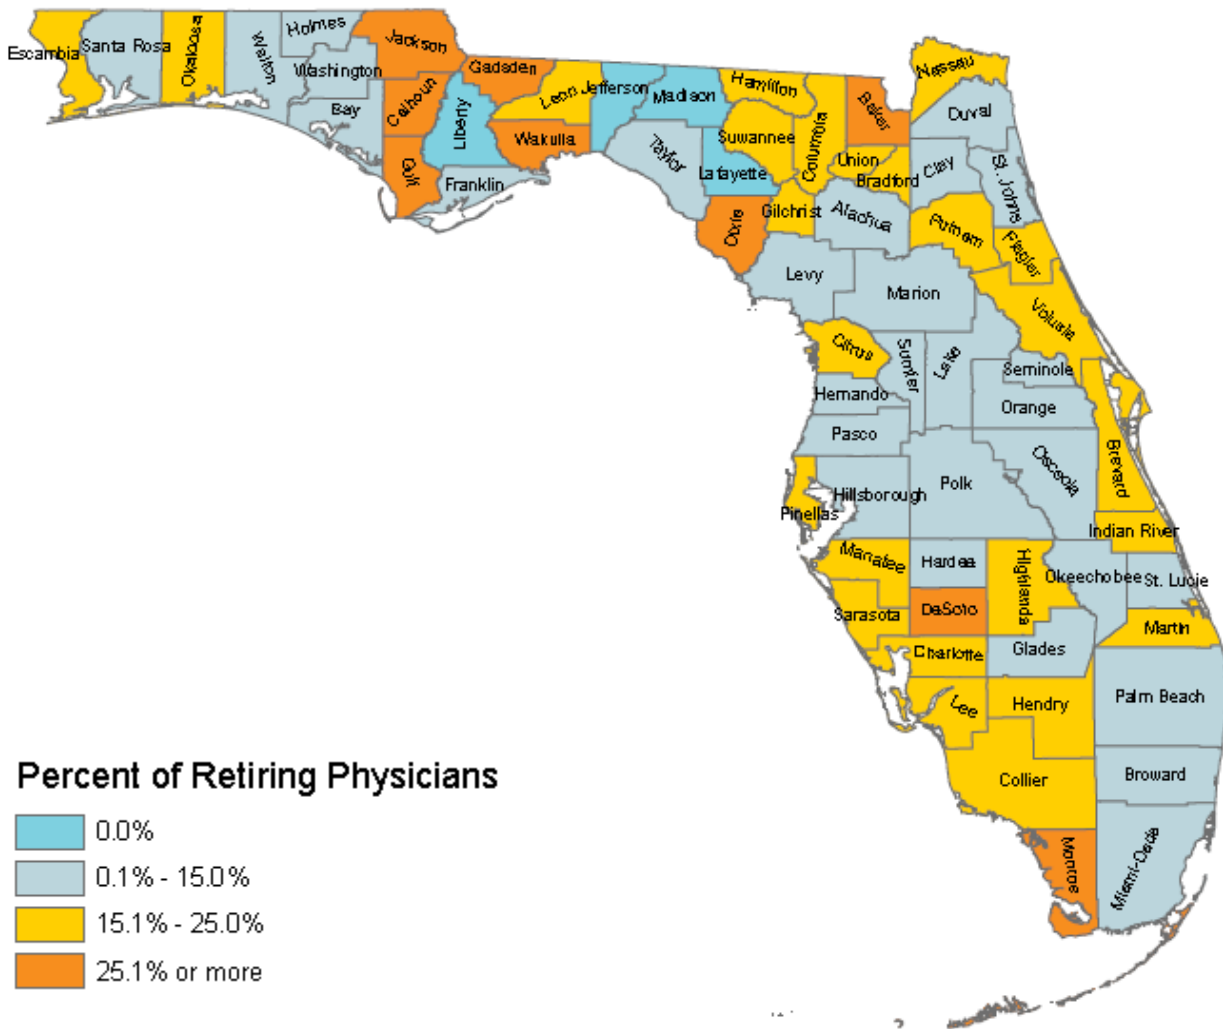 Holmes
Jackson
Escambia
Santa Rosa
Okaloosa
Walton
Washington
Gadsden
Nassau
Calhoun
Leon
Jefferson
Madison
Hamilton
Baker
Bay
Liberty
Duval
Wakulla
Suwannee
Columbia
Taylor
Union
Clay
St. Johns
Gulf
Franklin
Lafayette
Bradford
Dixie
Gilchrist
Alachua
Putnam
Flagler
Levy
Marion
Volusia
Citrus
Sumter
Lake
Seminole
Hernando
Orange
Pasco
Osceola
Brevard
Hillsborough
Polk
Pinellas
Indian River
Manatee
Hardee
Highlands
Okeechobee
St. Lucie
Sarasota
DeSoto
Martin
Charlotte
Glades
Lee
Hendry
Palm Beach
Collier
Broward
Monroe
Miami-Dade
Percent of Retiring Physicians
0.0%
0.1% - 15.0%
15.1% - 25.0%
25.1% or more